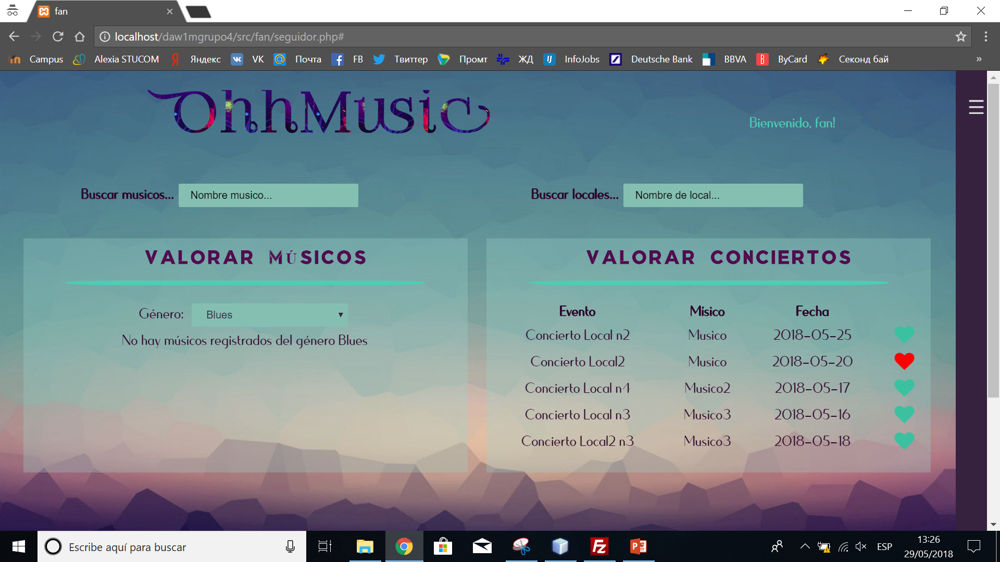 fan
localhost/daw1mgrupo4/src/fan/seguidor.php#
Campus Alexia STUCOM Яндекс VK Почта FB Твиттер Промт ЖД InfoJobs Deutsche Bank BBVA ByCard Секонд бай »
OhhMusic
Bienvenido, fan!
Buscar musicos... Nombre musico...
Buscar locales... Nombre de local...
VALORAR MÚSICOS
Género: Blues
No hay músicos registrados del género Blues
VALORAR CONCIERTOS
Evento Mísico Fecha
Concierto Local n2 Musico 2018-05-25
Concierto Local2 Musico 2018-05-20
Concierto Local n4 Musico2 2018-05-17
Concierto Local n3 Musico3 2018-05-16
Concierto Local2 n3 Musico3 2018-05-18
Escribe aquí para buscar
ESP
13:26
29/05/2018